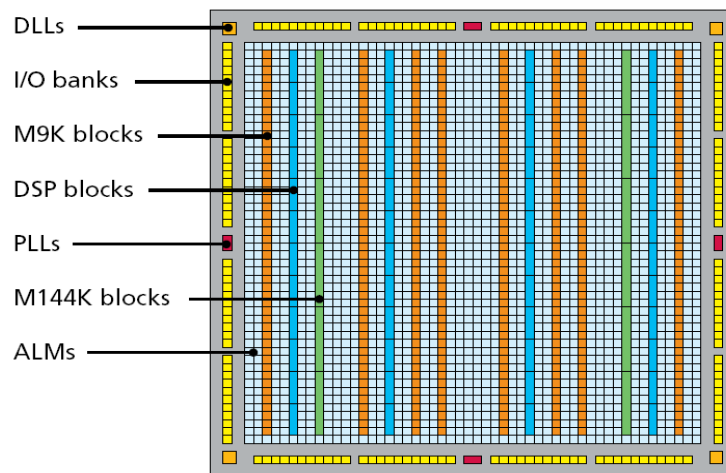 DLLs
I/O banks
M9K blocks
DSP blocks
PLLs
M144K blocks
ALMs